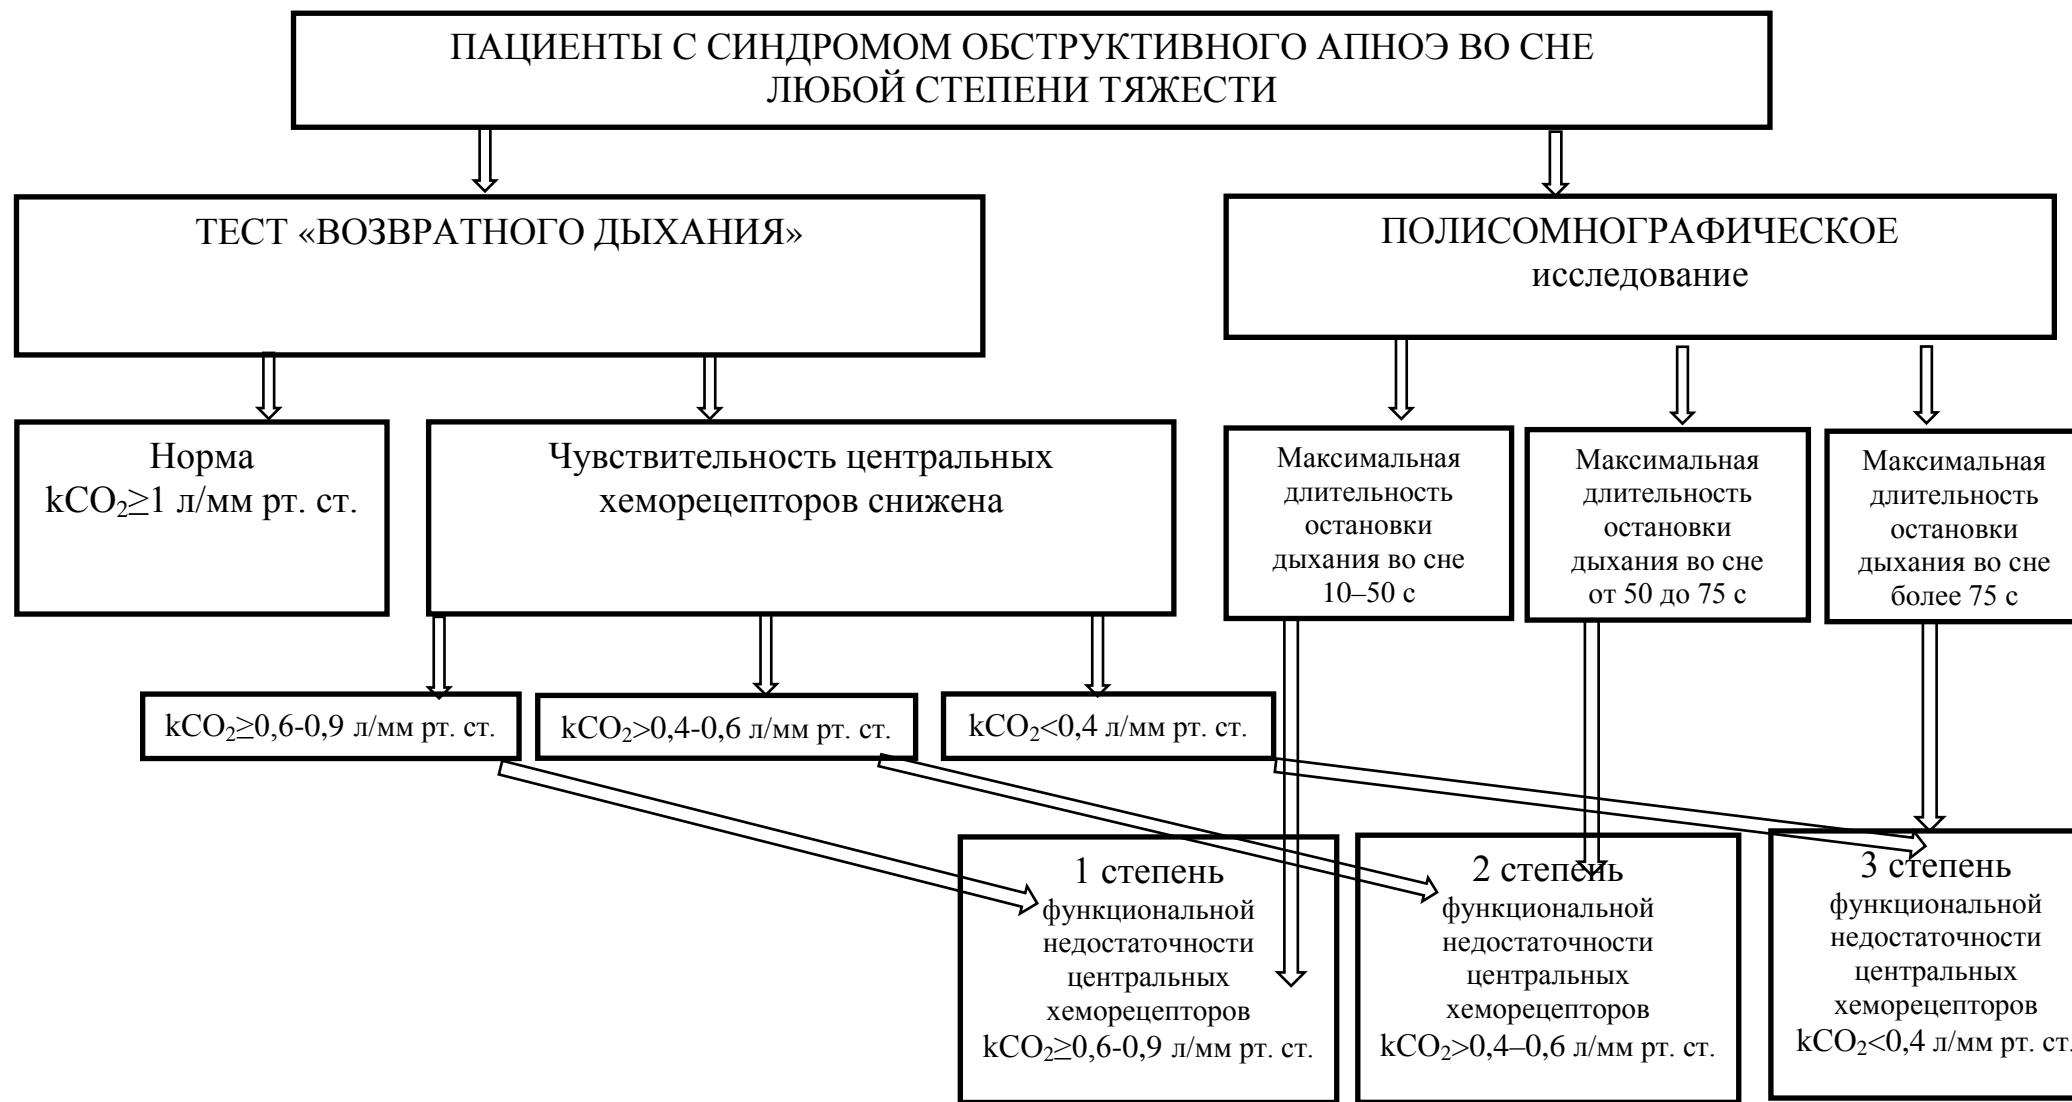 ПАЦИЕНТЫ С СИНДРОМОМ ОБСТРУКТИВНОГО АПНОЭ ВО СНЕ
ЛЮБОЙ СТЕПЕНИ ТЯЖЕСТИ
ТЕСТ «ВОЗВРАТНОГО ДЫХАНИЯ»
ПОЛИСОМНОГРАФИЧЕСКОЕ
исследование
Норма
kCO₂≥1 л/мм рт. ст.
Чувствительность центральных
хеморецепторов снижена
Максимальная
длительность
остановки
дыхания во сне
10–50 с
Максимальная
длительность
остановки
дыхания во сне
от 50 до 75 с
Максимальная
длительность
остановки
дыхания во сне
более 75 с
kCO₂≥0,6-0,9 л/мм рт. ст.
kCO₂>0,4-0,6 л/мм рт. ст.
kCO₂<0,4 л/мм рт. ст.
1 степень
функциональной
недостаточности
центральных
хеморецепторов
kCO₂≥0,6-0,9 л/мм рт. ст.
2 степень
функциональной
недостаточности
центральных
хеморецепторов
kCO₂>0,4–0,6 л/мм рт. ст.
3 степень
функциональной
недостаточности
центральных
хеморецепторов
kCO₂<0,4 л/мм рт. ст.